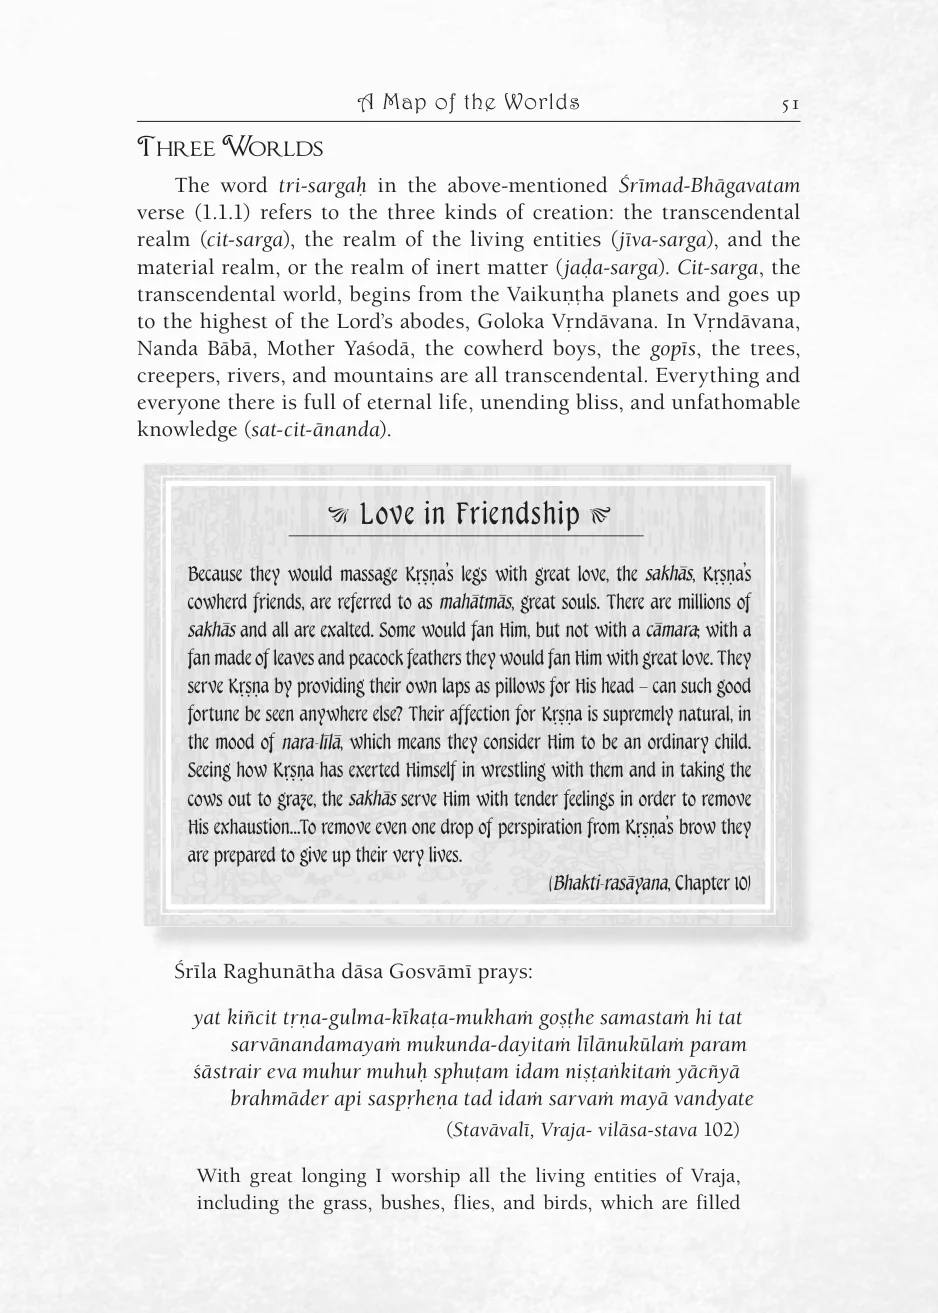 A Map of the Worlds 51
Three Worlds
The word tri-sargaḥ in the above-mentioned Śrīmad-Bhāgavatam
verse (1.1.1) refers to the three kinds of creation: the transcendental
realm (cit-sarga), the realm of the living entities (jīva-sarga), and the
material realm, or the realm of inert matter (jaḍa-sarga). Cit-sarga, the
transcendental world, begins from the Vaikuṇṭha planets and goes up
to the highest of the Lord's abodes, Goloka Vṛndāvana. In Vṛndāvana,
Nanda Bābā, Mother Yaśodā, the cowherd boys, the gopīs, the trees,
creepers, rivers, and mountains are all transcendental. Everything and
everyone there is full of eternal life, unending bliss, and unfathomable
knowledge (sat-cit-ānanda).
Love in Friendship
Because they would massage Kṛṣṇa's legs with great love, the sakhās, Kṛṣṇa's
cowherd friends, are referred to as mahātmās, great souls. There are millions of
sakhās and all are exalted. Some would fan Him, but not with a cāmara; with a
fan made of leaves and peacock feathers they would fan Him with great love. They
serve Kṛṣṇa by providing their own laps as pillows for His head – can such good
fortune be seen anywhere else? Their affection for Kṛṣṇa is supremely natural, in
the mood of nara-līlā, which means they consider Him to be an ordinary child.
Seeing how Kṛṣṇa has exerted Himself in wrestling with them and in taking the
cows out to graze, the sakhās serve Him with tender feelings in order to remove
His exhaustion...To remove even one drop of perspiration from Kṛṣṇa's brow they
are prepared to give up their very lives.
(Bhakti-rasāyana, Chapter 10)
Śrīla Raghunātha dāsa Gosvāmī prays:
yat kiñcit tṛṇa-gulma-kīkaṭa-mukhaṁ goṣṭhe samastaṁ hi tat
sarvānandamayaṁ mukunda-dayitaṁ līlānukūlaṁ param
śāstrair eva muhur muhuḥ sphuṭam idam niṣṭaṅkitaṁ yācñyā
brahmāder api saspṛheṇa tad idaṁ sarvaṁ mayā vandyate
(Stavāvalī, Vraja- vilāsa-stava 102)
With great longing I worship all the living entities of Vraja,
including the grass, bushes, flies, and birds, which are filled